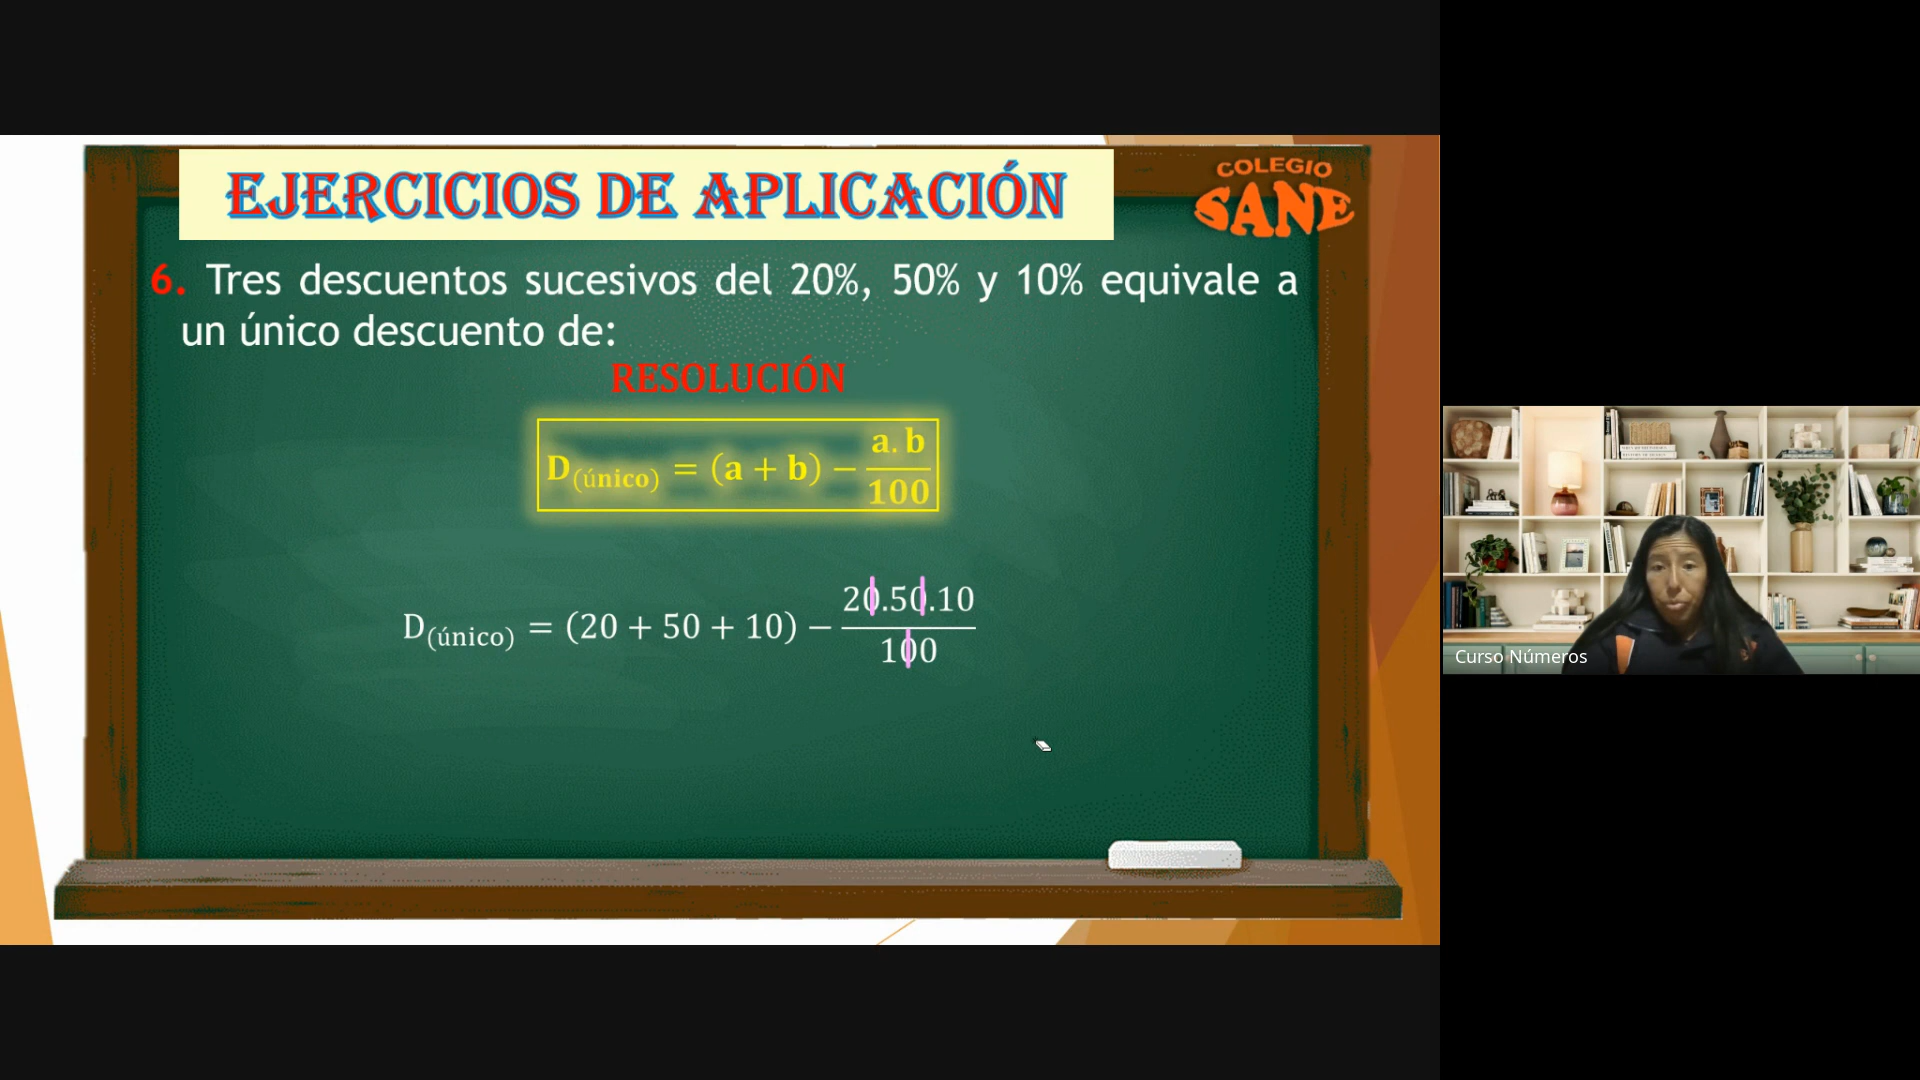 EJERCICIOS DE APLICACIÓN
COLEGIO
SANE
6. Tres descuentos sucesivos del 20%, 50% y 10% equivale a
un único descuento de:
RESOLUCIÓN
D(único) = (a + b) − a. b / 100
D(único) = (20 + 50 + 10) − 20.50.10 / 100
Curso Números